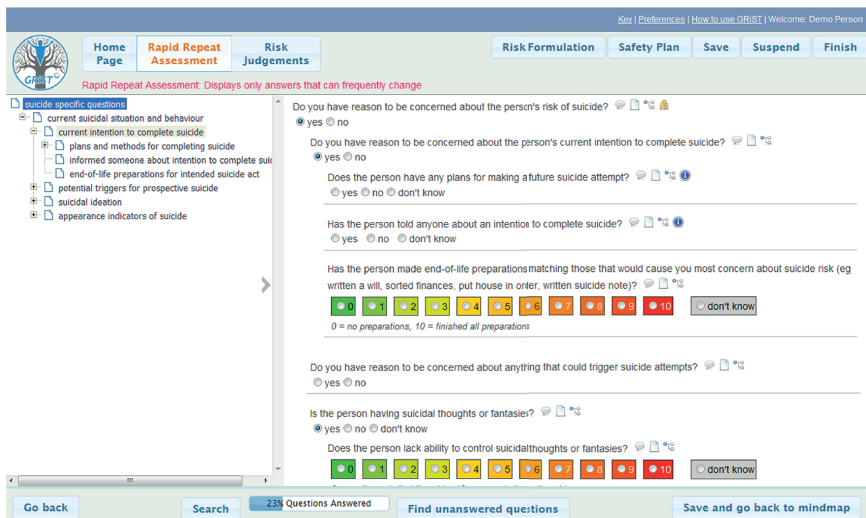 Key | Preferences | How to use GRiST | Welcome: Demo Person
GRiST
Home Page
Rapid Repeat Assessment
Risk Judgements
Risk Formulation
Safety Plan
Save
Suspend
Finish
Rapid Repeat Assessment: Displays only answers that can frequently change
suicide specific questions
current suicidal situation and behaviour
current intention to complete suicide
plans and methods for completing suicide
informed someone about intention to complete suic
end-of-life preparations for intended suicide act
potential triggers for prospective suicide
suicidal ideation
appearance indicators of suicide
Do you have reason to be concerned about the person's risk of suicide?
yes no
Do you have reason to be concerned about the person's current intention to complete suicide?
yes no
Does the person have any plans for making a future suicide attempt?
yes no don't know
Has the person told anyone about an intention to complete suicide?
yes no don't know
Has the person made end-of-life preparations matching those that would cause you most concern about suicide risk (eg
written a will, sorted finances, put house in order, written suicide note)?
0 1 2 3 4 5 6 7 8 9 10 don't know
0 = no preparations, 10 = finished all preparations
Do you have reason to be concerned about anything that could trigger suicide attempts?
yes no
Is the person having suicidal thoughts or fantasies?
yes no don't know
Does the person lack ability to control suicidal thoughts or fantasies?
0 1 2 3 4 5 6 7 8 9 10 don't know
Go back
Search
23% Questions Answered
Find unanswered questions
Save and go back to mindmap